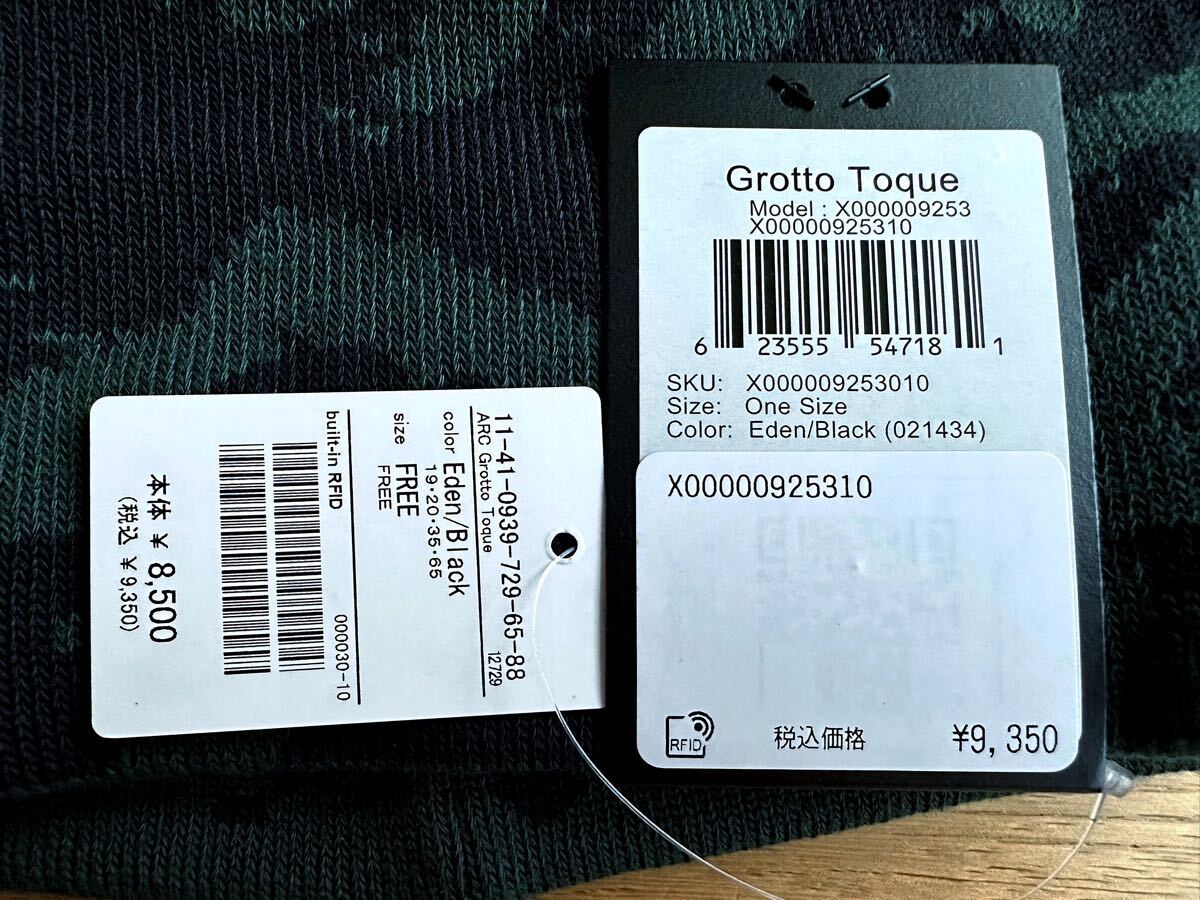 Grotto Toque
Model : X000009253
X00000925310
6 23555 54718 1
SKU: X000009253010
Size: One Size
Color: Eden/Black (021434)
X00000925310
RFID 税込価格 ¥9,350
11-41-0939-729-65-88
ARC Grotto Toque 12729
color Eden/Black
19・20・35・65
size FREE
FREE
built-in RFID 000030-10
本体 ¥ 8,500
(税込 ¥ 9,350)